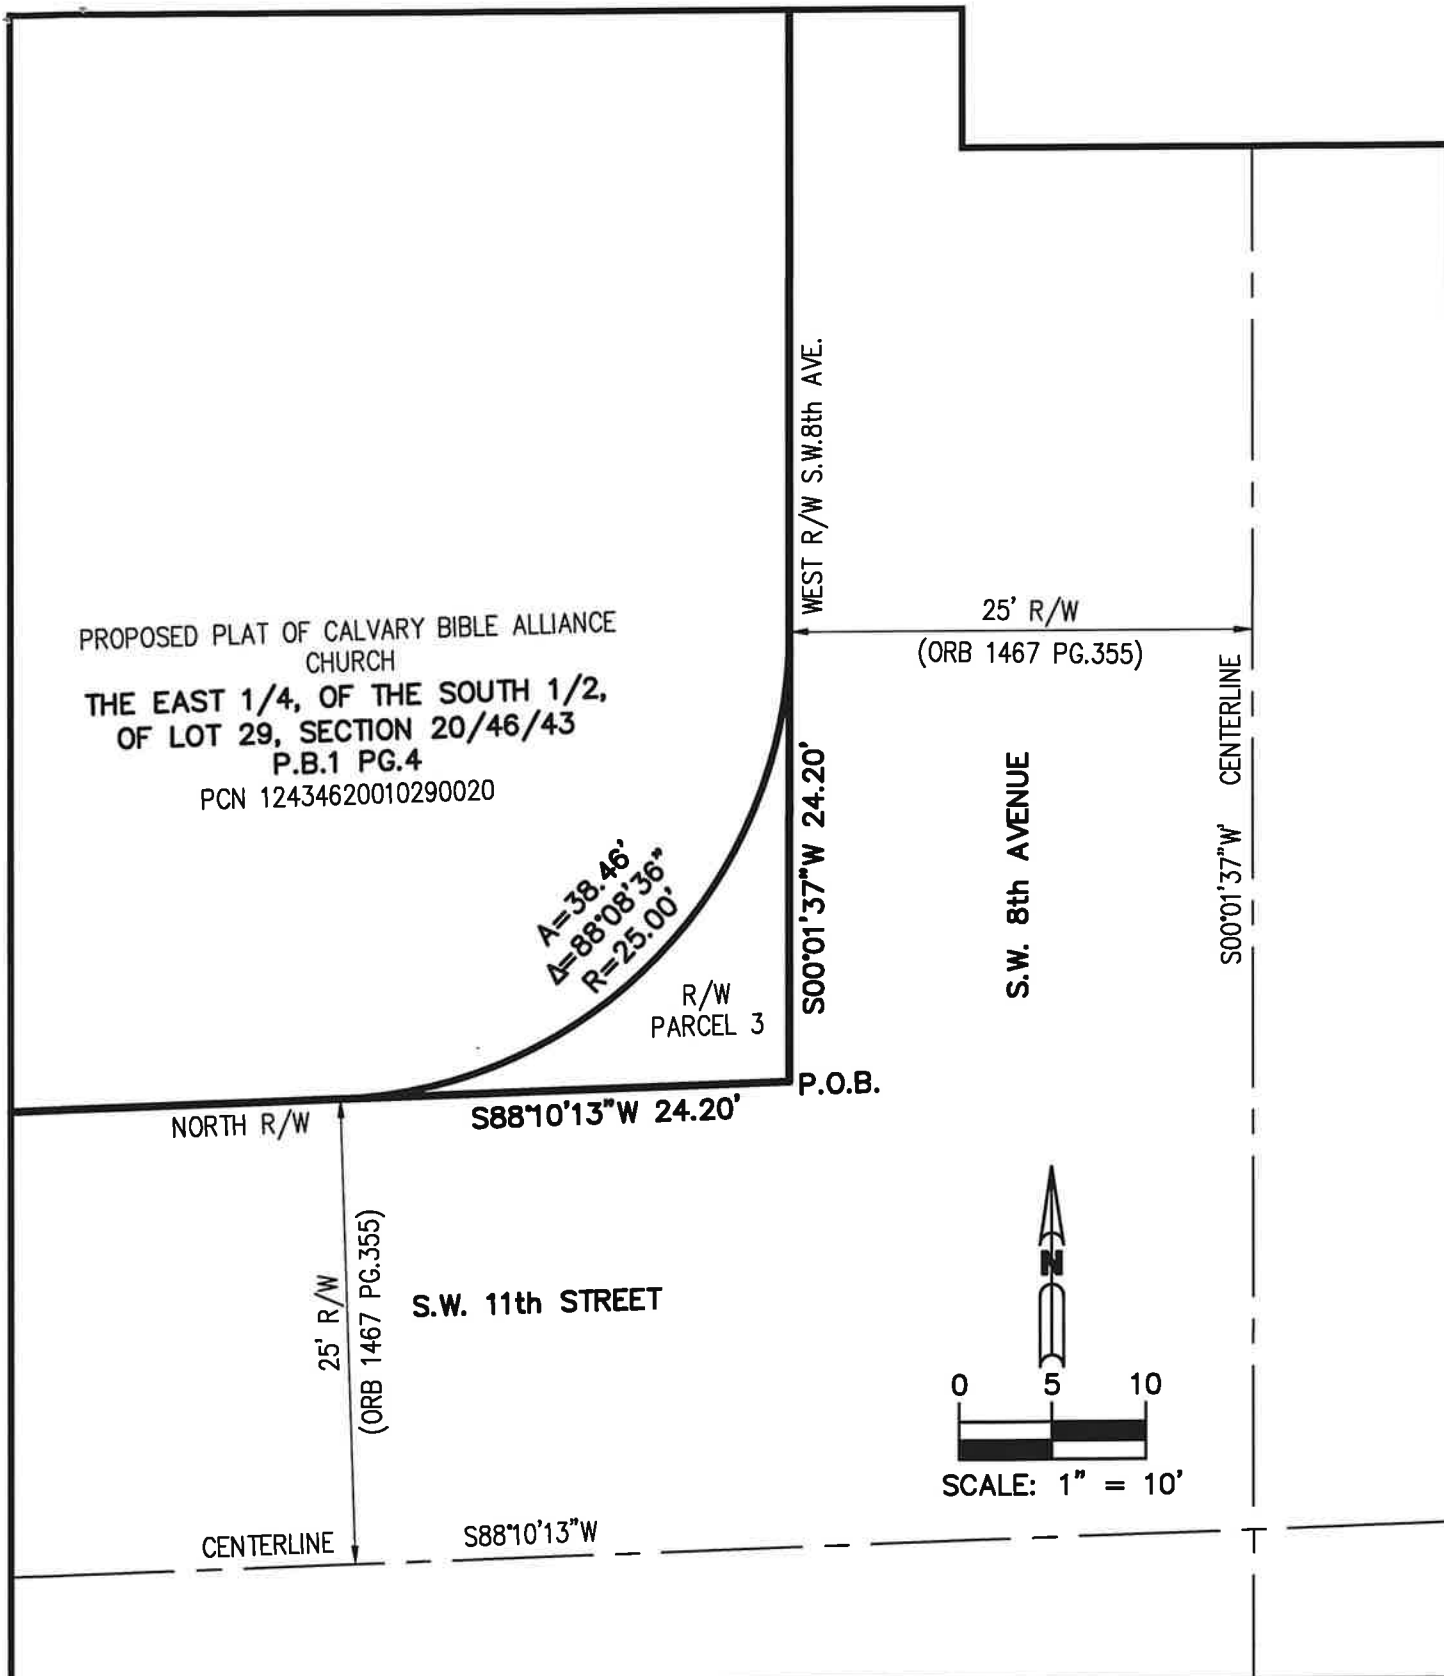 WEST R/W S.W.8th AVE.
25' R/W
(ORB 1467 PG.355)
PROPOSED PLAT OF CALVARY BIBLE ALLIANCE
CHURCH
THE EAST 1/4, OF THE SOUTH 1/2,
OF LOT 29, SECTION 20/46/43
P.B.1 PG.4
PCN 12434620010290020
S00°01'37"W CENTERLINE
S00°01'37"W 24.20'
S.W. 8th AVENUE
A=38.46'
Δ=88°08'36"
R=25.00'
R/W
PARCEL 3
P.O.B.
NORTH R/W
S88°10'13"W 24.20'
25' R/W
(ORB 1467 PG.355)
S.W. 11th STREET
N
0 5 10
SCALE: 1" = 10'
CENTERLINE
S88°10'13"W